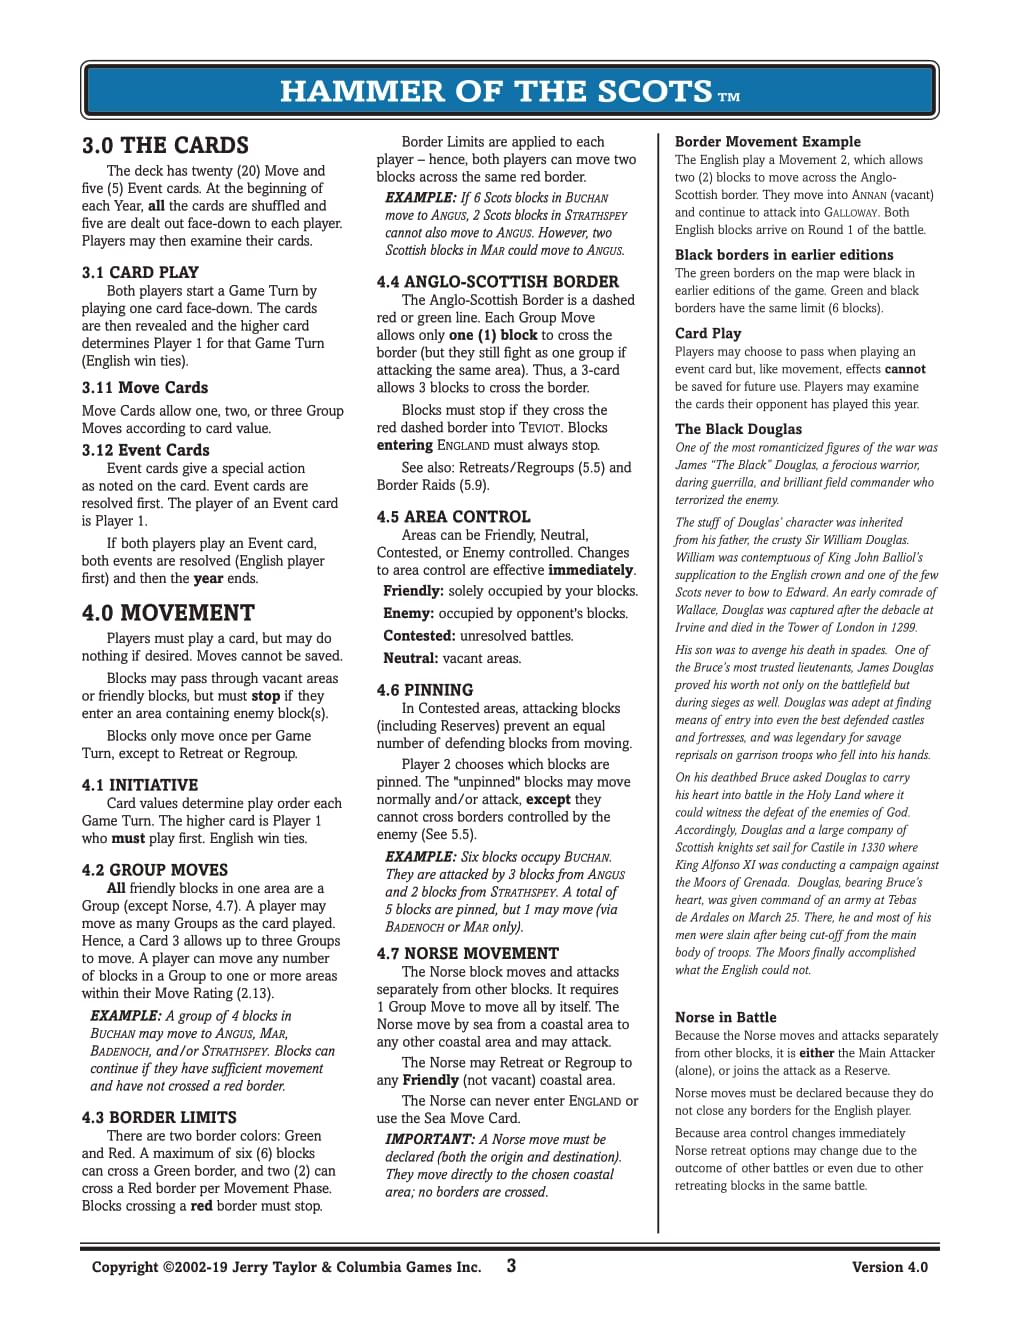 HAMMER OF THE SCOTS TM
3.0 THE CARDS
The deck has twenty (20) Move and
five (5) Event cards. At the beginning of
each Year, all the cards are shuffled and
five are dealt out face-down to each player.
Players may then examine their cards.
3.1 CARD PLAY
Both players start a Game Turn by
playing one card face-down. The cards
are then revealed and the higher card
determines Player 1 for that Game Turn
(English win ties).
3.11 Move Cards
Move Cards allow one, two, or three Group
Moves according to card value.
3.12 Event Cards
Event cards give a special action
as noted on the card. Event cards are
resolved first. The player of an Event card
is Player 1.
If both players play an Event card,
both events are resolved (English player
first) and then the year ends.
4.0 MOVEMENT
Players must play a card, but may do
nothing if desired. Moves cannot be saved.
Blocks may pass through vacant areas
or friendly blocks, but must stop if they
enter an area containing enemy block(s).
Blocks only move once per Game
Turn, except to Retreat or Regroup.
4.1 INITIATIVE
Card values determine play order each
Game Turn. The higher card is Player 1
who must play first. English win ties.
4.2 GROUP MOVES
All friendly blocks in one area are a
Group (except Norse, 4.7). A player may
move as many Groups as the card played.
Hence, a Card 3 allows up to three Groups
to move. A player can move any number
of blocks in a Group to one or more areas
within their Move Rating (2.13).
EXAMPLE: A group of 4 blocks in
BUCHAN may move to ANGUS, MAR,
BADENOCH, and/or STRATHSPEY. Blocks can
continue if they have sufficient movement
and have not crossed a red border.
4.3 BORDER LIMITS
There are two border colors: Green
and Red. A maximum of six (6) blocks
can cross a Green border, and two (2) can
cross a Red border per Movement Phase.
Blocks crossing a red border must stop.
Border Limits are applied to each
player – hence, both players can move two
blocks across the same red border.
EXAMPLE: If 6 Scots blocks in BUCHAN
move to ANGUS, 2 Scots blocks in STRATHSPEY
cannot also move to ANGUS. However, two
Scottish blocks in MAR could move to ANGUS.
4.4 ANGLO-SCOTTISH BORDER
The Anglo-Scottish Border is a dashed
red or green line. Each Group Move
allows only one (1) block to cross the
border (but they still fight as one group if
attacking the same area). Thus, a 3-card
allows 3 blocks to cross the border.
Blocks must stop if they cross the
red dashed border into TEVIOT. Blocks
entering ENGLAND must always stop.
See also: Retreats/Regroups (5.5) and
Border Raids (5.9).
4.5 AREA CONTROL
Areas can be Friendly, Neutral,
Contested, or Enemy controlled. Changes
to area control are effective immediately.
Friendly: solely occupied by your blocks.
Enemy: occupied by opponent's blocks.
Contested: unresolved battles.
Neutral: vacant areas.
4.6 PINNING
In Contested areas, attacking blocks
(including Reserves) prevent an equal
number of defending blocks from moving.
Player 2 chooses which blocks are
pinned. The "unpinned" blocks may move
normally and/or attack, except they
cannot cross borders controlled by the
enemy (See 5.5).
EXAMPLE: Six blocks occupy BUCHAN.
They are attacked by 3 blocks from ANGUS
and 2 blocks from STRATHSPEY. A total of
5 blocks are pinned, but 1 may move (via
BADENOCH or MAR only).
4.7 NORSE MOVEMENT
The Norse block moves and attacks
separately from other blocks. It requires
1 Group Move to move all by itself. The
Norse move by sea from a coastal area to
any other coastal area and may attack.
The Norse may Retreat or Regroup to
any Friendly (not vacant) coastal area.
The Norse can never enter ENGLAND or
use the Sea Move Card.
IMPORTANT: A Norse move must be
declared (both the origin and destination).
They move directly to the chosen coastal
area; no borders are crossed.
Border Movement Example
The English play a Movement 2, which allows
two (2) blocks to move across the Anglo-
Scottish border. They move into ANNAN (vacant)
and continue to attack into GALLOWAY. Both
English blocks arrive on Round 1 of the battle.
Black borders in earlier editions
The green borders on the map were black in
earlier editions of the game. Green and black
borders have the same limit (6 blocks).
Card Play
Players may choose to pass when playing an
event card but, like movement, effects cannot
be saved for future use. Players may examine
the cards their opponent has played this year.
The Black Douglas
One of the most romanticized figures of the war was
James “The Black” Douglas, a ferocious warrior,
daring guerrilla, and brilliant field commander who
terrorized the enemy.
The stuff of Douglas’ character was inherited
from his father, the crusty Sir William Douglas.
William was contemptuous of King John Balliol’s
supplication to the English crown and one of the few
Scots never to bow to Edward. An early comrade of
Wallace, Douglas was captured after the debacle at
Irvine and died in the Tower of London in 1299.
His son was to avenge his death in spades. One of
the Bruce’s most trusted lieutenants, James Douglas
proved his worth not only on the battlefield but
during sieges as well. Douglas was adept at finding
means of entry into even the best defended castles
and fortresses, and was legendary for savage
reprisals on garrison troops who fell into his hands.
On his deathbed Bruce asked Douglas to carry
his heart into battle in the Holy Land where it
could witness the defeat of the enemies of God.
Accordingly, Douglas and a large company of
Scottish knights set sail for Castile in 1330 where
King Alfonso XI was conducting a campaign against
the Moors of Grenada. Douglas, bearing Bruce’s
heart, was given command of an army at Tebas
de Ardales on March 25. There, he and most of his
men were slain after being cut-off from the main
body of troops. The Moors finally accomplished
what the English could not.
Norse in Battle
Because the Norse moves and attacks separately
from other blocks, it is either the Main Attacker
(alone), or joins the attack as a Reserve.
Norse moves must be declared because they do
not close any borders for the English player.
Because area control changes immediately
Norse retreat options may change due to the
outcome of other battles or even due to other
retreating blocks in the same battle.
Copyright ©2002-19 Jerry Taylor & Columbia Games Inc. 3 Version 4.0